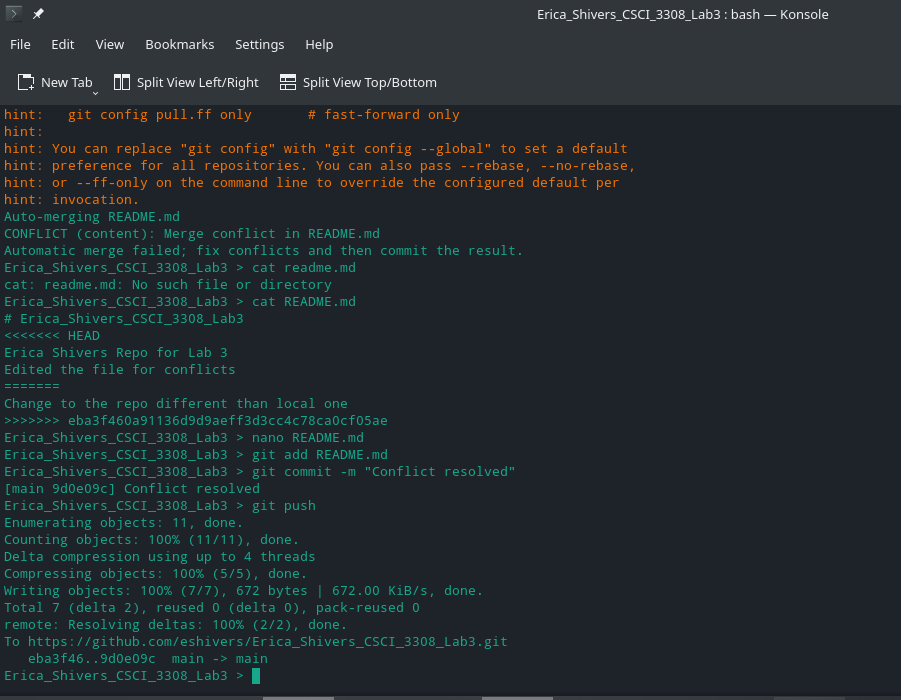 Erica_Shivers_CSCI_3308_Lab3 : bash — Konsole
File Edit View Bookmarks Settings Help
New Tab Split View Left/Right Split View Top/Bottom
hint:   git config pull.ff only       # fast-forward only
hint:
hint: You can replace "git config" with "git config --global" to set a default
hint: preference for all repositories. You can also pass --rebase, --no-rebase,
hint: or --ff-only on the command line to override the configured default per
hint: invocation.
Auto-merging README.md
CONFLICT (content): Merge conflict in README.md
Automatic merge failed; fix conflicts and then commit the result.
Erica_Shivers_CSCI_3308_Lab3 > cat readme.md
cat: readme.md: No such file or directory
Erica_Shivers_CSCI_3308_Lab3 > cat README.md
# Erica_Shivers_CSCI_3308_Lab3
<<<<<<< HEAD
Erica Shivers Repo for Lab 3
Edited the file for conflicts
=======
Change to the repo different than local one
>>>>>>> eba3f460a91136d9d9aeff3d3cc4c78ca0cf05ae
Erica_Shivers_CSCI_3308_Lab3 > nano README.md
Erica_Shivers_CSCI_3308_Lab3 > git add README.md
Erica_Shivers_CSCI_3308_Lab3 > git commit -m "Conflict resolved"
[main 9d0e09c] Conflict resolved
Erica_Shivers_CSCI_3308_Lab3 > git push
Enumerating objects: 11, done.
Counting objects: 100% (11/11), done.
Delta compression using up to 4 threads
Compressing objects: 100% (5/5), done.
Writing objects: 100% (7/7), 672 bytes | 672.00 KiB/s, done.
Total 7 (delta 2), reused 0 (delta 0), pack-reused 0
remote: Resolving deltas: 100% (2/2), done.
To https://github.com/eshivers/Erica_Shivers_CSCI_3308_Lab3.git
   eba3f46..9d0e09c  main -> main
Erica_Shivers_CSCI_3308_Lab3 >